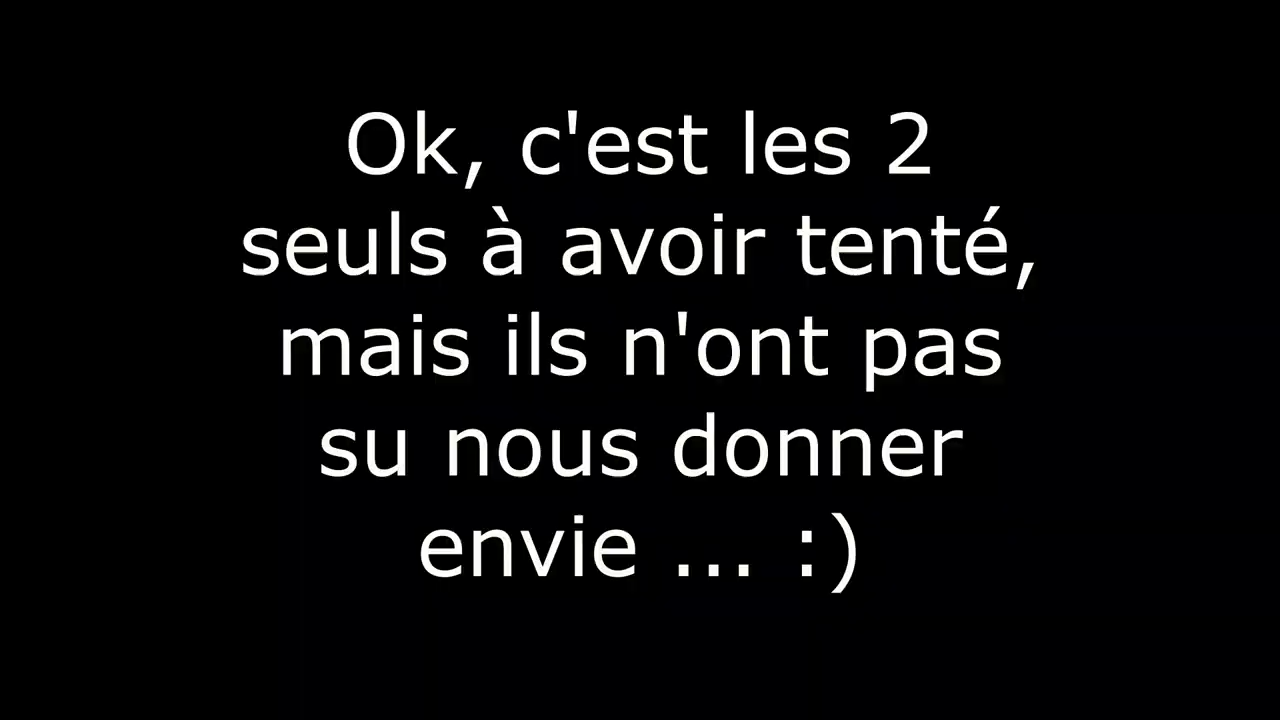 Ok, c'est les 2
seuls à avoir tenté,
mais ils n'ont pas
su nous donner
envie ... :)